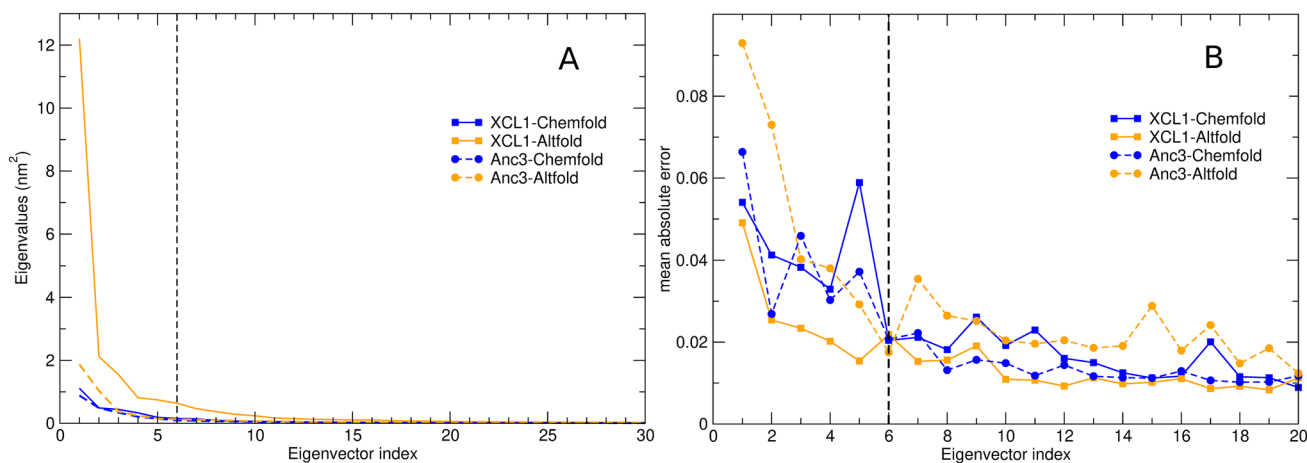 A
Eigenvalues (nm²)
12
10
8
6
4
2
0
XCL1-Chemfold
XCL1-Altfold
Anc3-Chemfold
Anc3-Altfold
0 5 10 15 20 25 30
Eigenvector index
B
mean absolute error
0.08
0.06
0.04
0.02
0
XCL1-Chemfold
XCL1-Altfold
Anc3-Chemfold
Anc3-Altfold
0 2 4 6 8 10 12 14 16 18 20
Eigenvector index